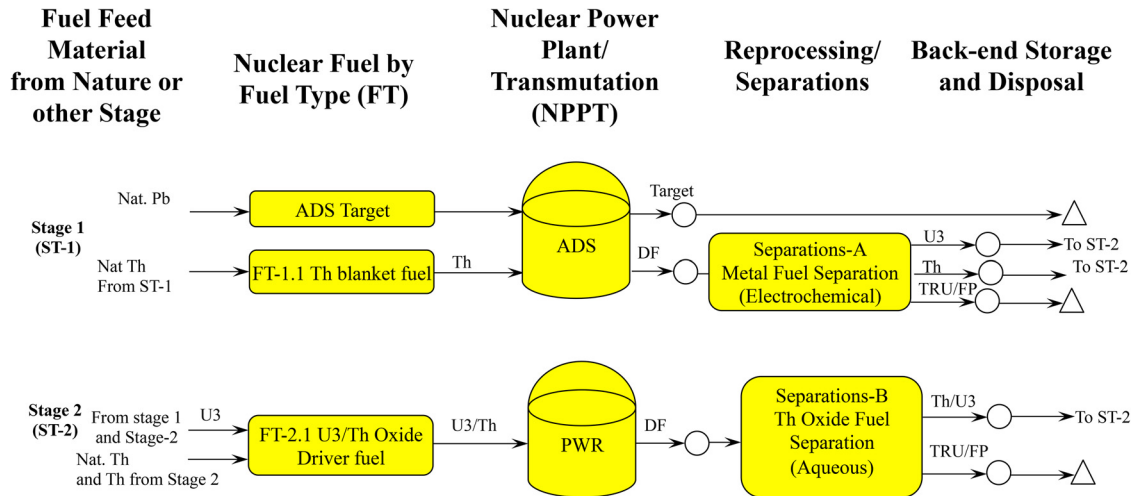 Fuel Feed
Material
from Nature or
other Stage
Nuclear Fuel by
Fuel Type (FT)
Nuclear Power
Plant/
Transmutation
(NPPT)
Reprocessing/
Separations
Back-end Storage
and Disposal
Stage 1
(ST-1)
Nat. Pb
ADS Target
ADS
Target
Nat Th
From ST-1
FT-1.1 Th blanket fuel
Th
DF
Separations-A
Metal Fuel Separation
(Electrochemical)
U3
To ST-2
Th
To ST-2
TRU/FP
Stage 2
(ST-2)
From stage 1
and Stage-2
U3
Nat. Th
and Th from Stage 2
FT-2.1 U3/Th Oxide
Driver fuel
U3/Th
PWR
DF
Separations-B
Th Oxide Fuel
Separation
(Aqueous)
Th/U3
To ST-2
TRU/FP